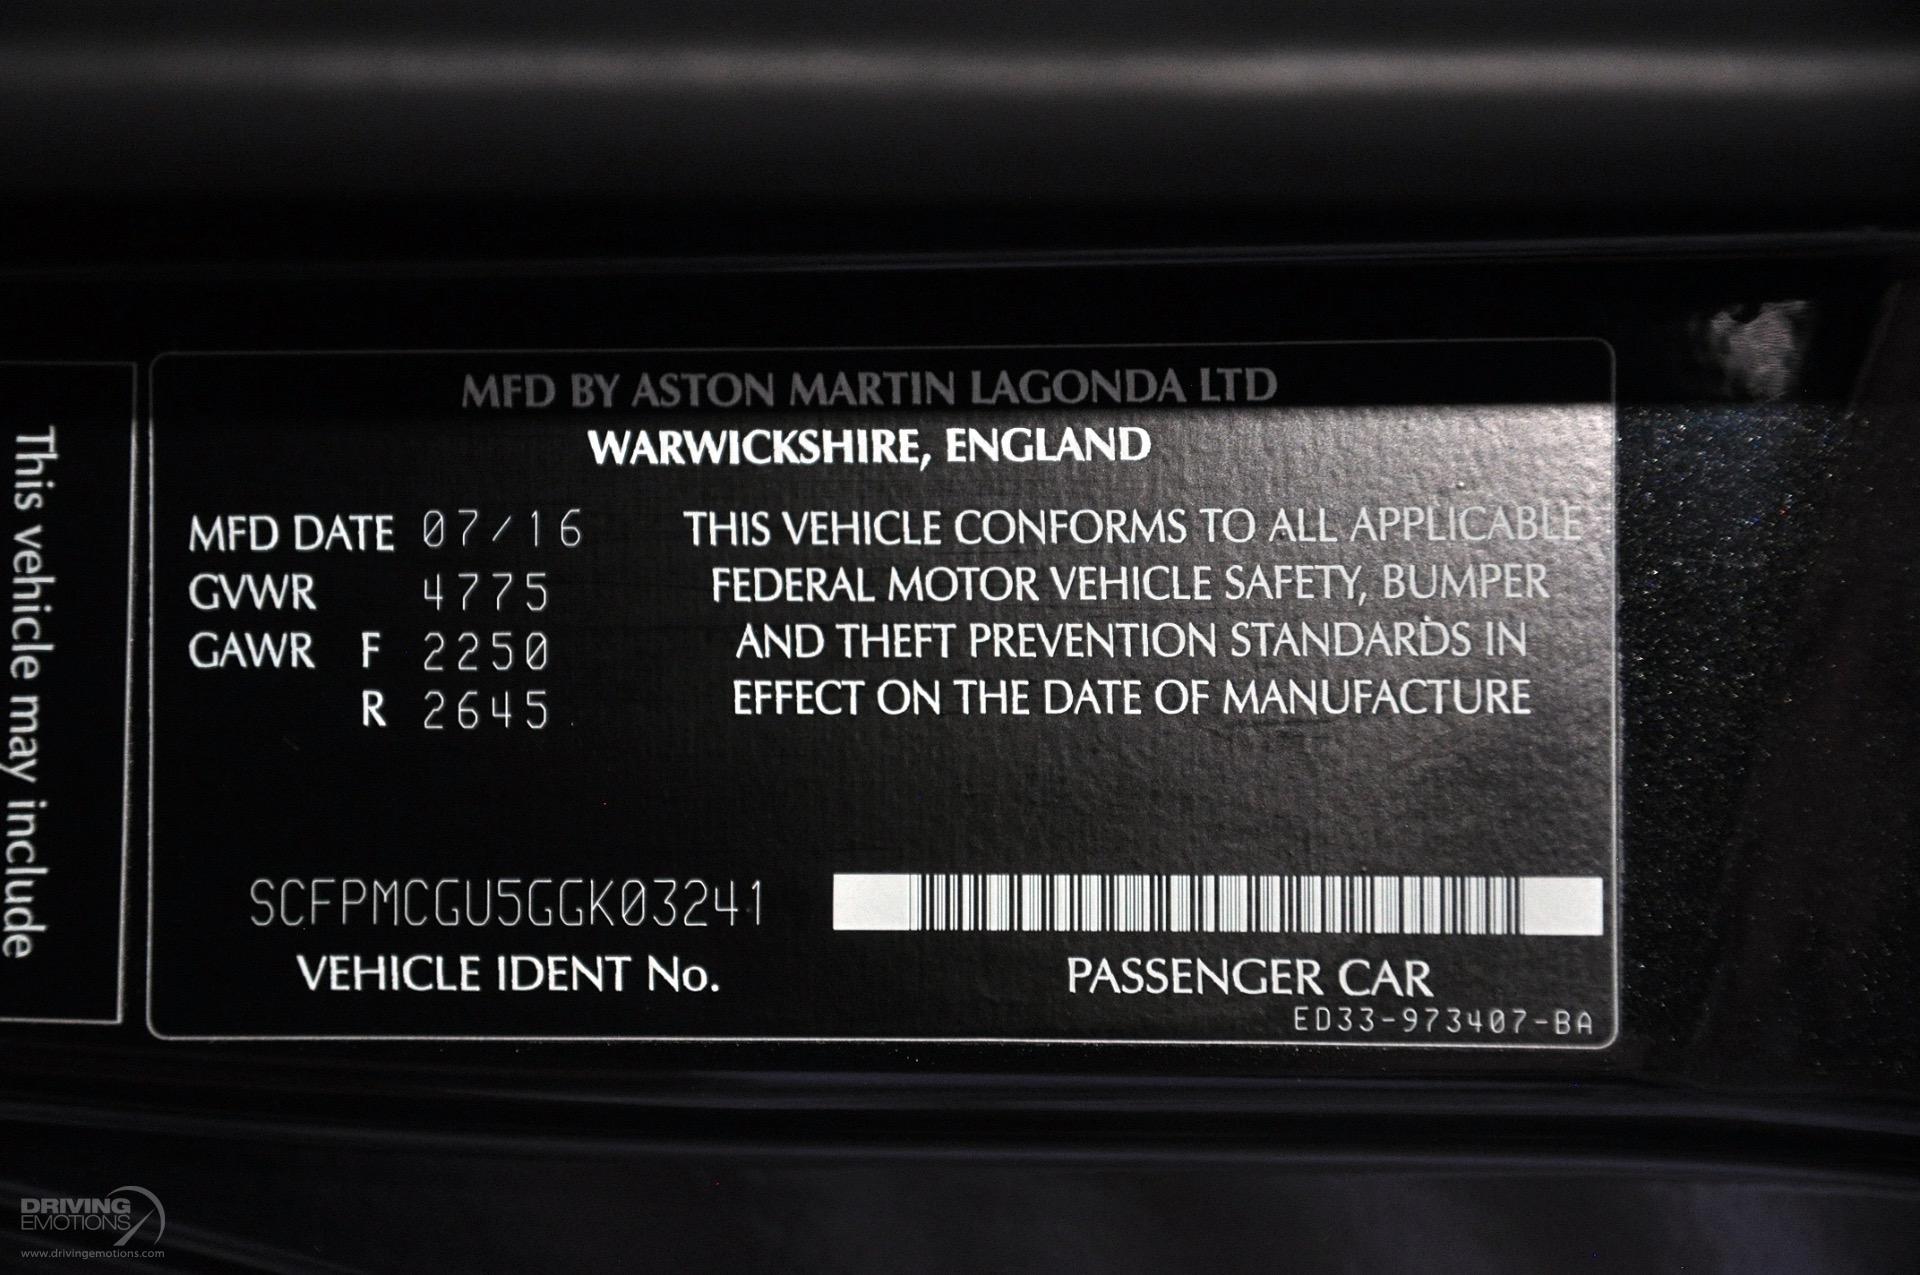 MFD BY ASTON MARTIN LAGONDA LTD
WARWICKSHIRE, ENGLAND
MFD DATE 07/16
GVWR 4775
GAWR F 2250
R 2645
THIS VEHICLE CONFORMS TO ALL APPLICABLE
FEDERAL MOTOR VEHICLE SAFETY, BUMPER
AND THEFT PREVENTION STANDARDS IN
EFFECT ON THE DATE OF MANUFACTURE
SCFPMCGU5GGK03241
VEHICLE IDENT No.
PASSENGER CAR
ED33-973407-BA
This vehicle may include
DRIVING
EMOTIONS
www.drivingemotions.com